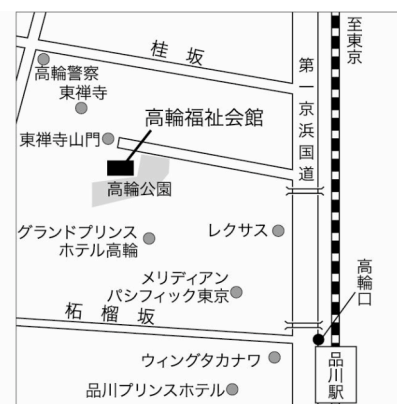 至東京
桂坂
第一京浜国道
高輪警察
東禅寺
高輪福祉会館
東禅寺山門
高輪公園
グランドプリンス
ホテル高輪
レクサス
高輪口
メリディアン
パシフィック東京
柘榴坂
ウィングタカナワ
品川駅
品川プリンスホテル